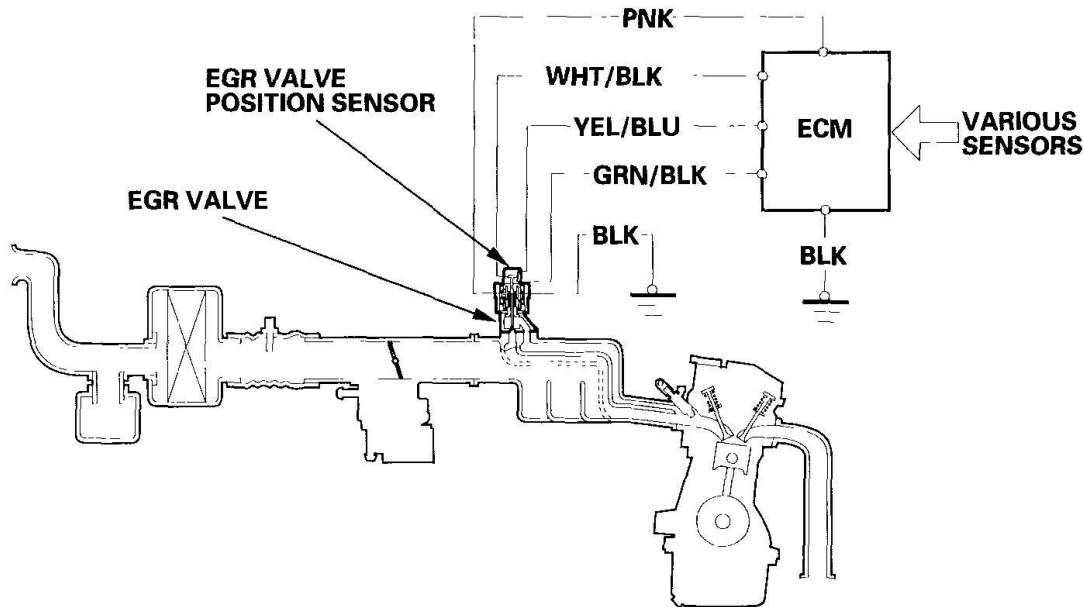 PNK
EGR VALVE
POSITION SENSOR
WHT/BLK
YEL/BLU
ECM
VARIOUS
SENSORS
GRN/BLK
EGR VALVE
BLK
BLK